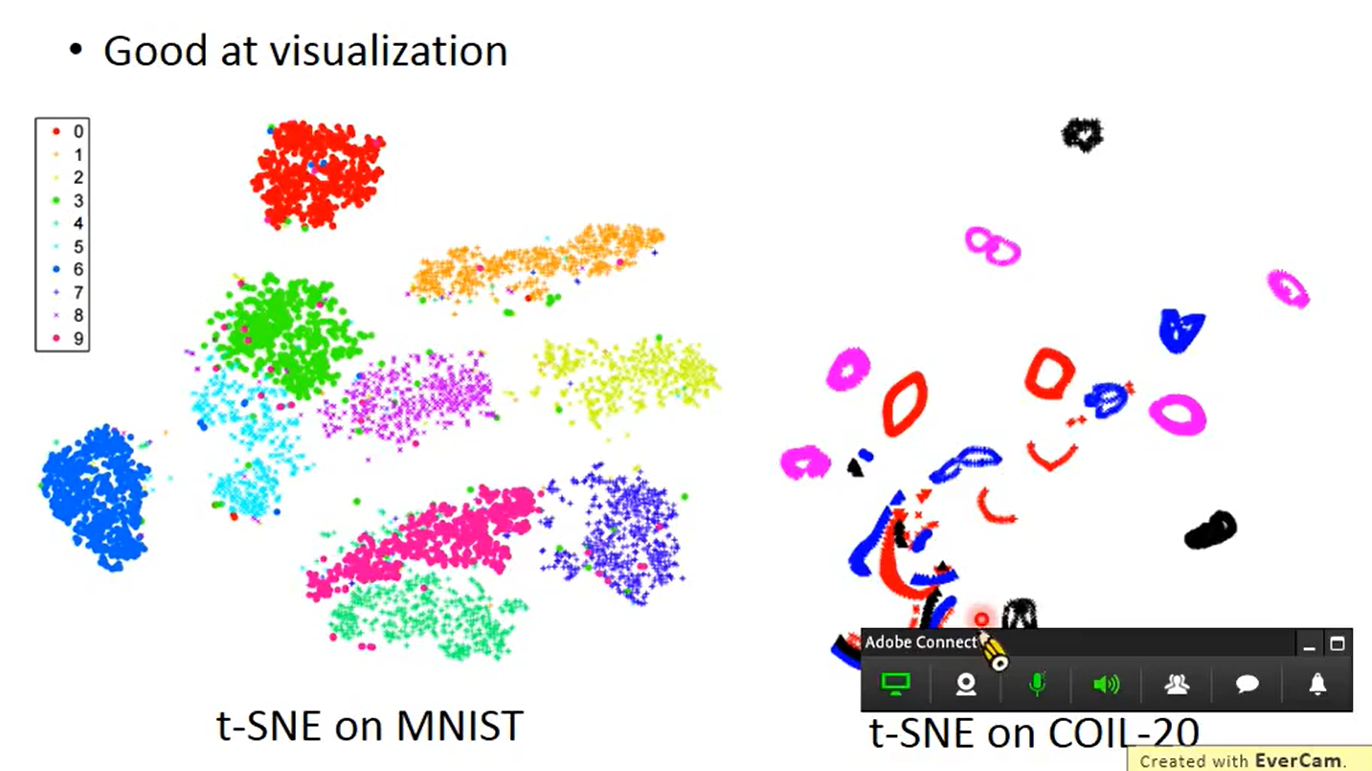 • Good at visualization
0
1
2
3
4
5
6
7
8
9
Adobe Connect
t-SNE on MNIST
t-SNE on COIL-20
Created with EverCam.